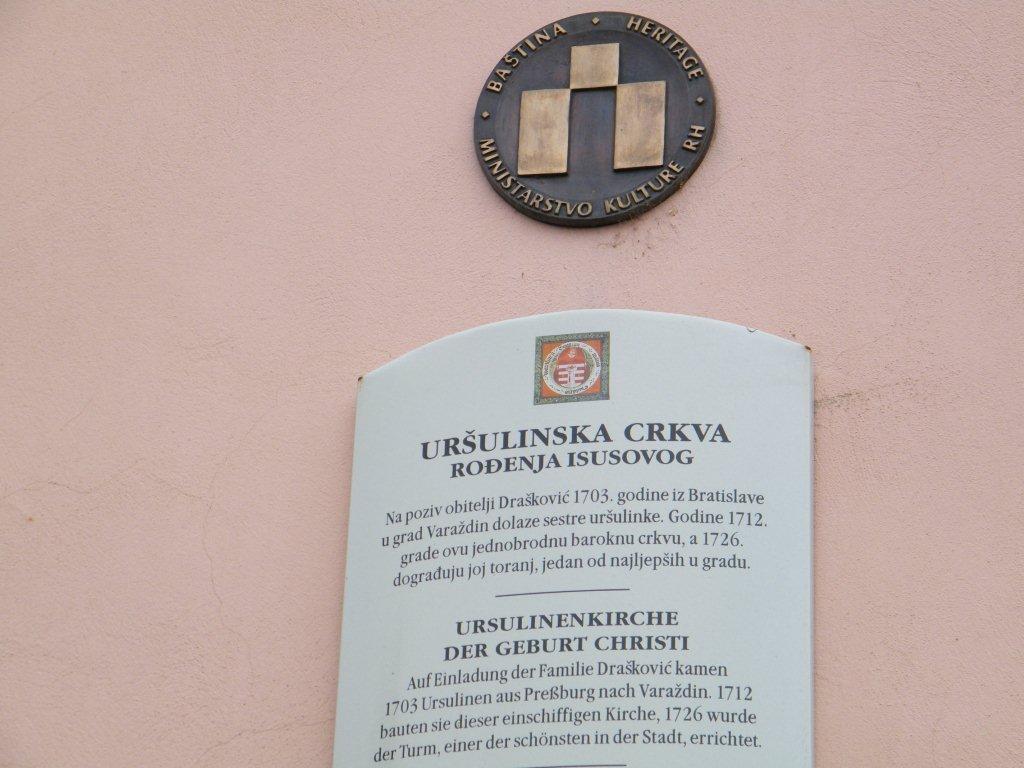 BAŠTINA • HERITAGE
MINISTARSTVO KULTURE RH
URŠULINSKA CRKVA
ROĐENJA ISUSOVOG
Na poziv obitelji Drašković 1703. godine iz Bratislave
u grad Varaždin dolaze sestre uršulinke. Godine 1712.
grade ovu jednobrodnu baroknu crkvu, a 1726.
dograđuju joj toranj, jedan od najljepših u gradu.
URSULINENKIRCHE
DER GEBURT CHRISTI
Auf Einladung der Familie Drašković kamen
1703 Ursulinen aus Preßburg nach Varaždin. 1712
bauten sie dieser einschiffigen Kirche, 1726 wurde
der Turm, einer der schönsten in der Stadt, errichtet.